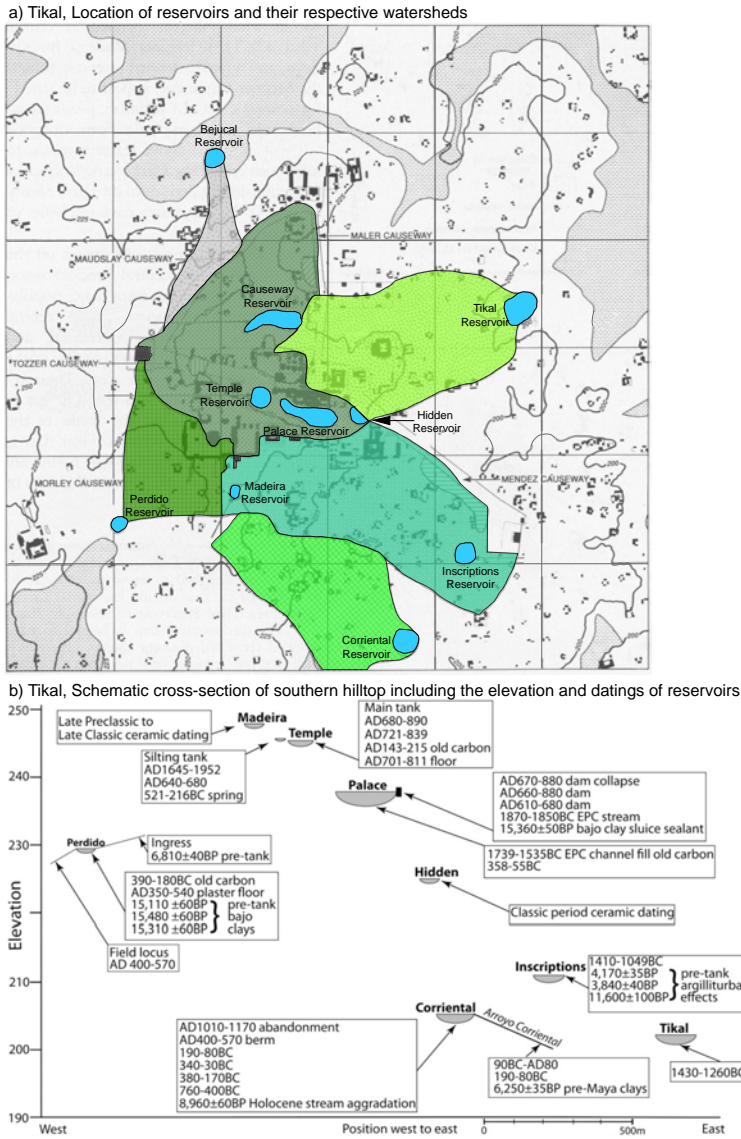 a) Tikal, Location of reservoirs and their respective watersheds
Bejucal
Reservoir
MALER CAUSEWAY
MAUDSLAY CAUSEWAY
Causeway
Reservoir
Tikal
Reservoir
TOZZER CAUSEWAY
Temple
Reservoir
Palace Reservoir
Hidden
Reservoir
MORLEY CAUSEWAY
Madeira
Reservoir
MENDEZ CAUSEWAY
Perdido
Reservoir
Inscriptions
Reservoir
Corriental
Reservoir
225
225
225
200
200
250
200
225
225
200
b) Tikal, Schematic cross-section of southern hilltop including the elevation and datings of reservoirs
Elevation
250
240
230
220
210
200
190
Late Preclassic to
Late Classic ceramic dating
Madeira
Temple
Main tank
AD680-890
AD721-839
AD143-215 old carbon
AD701-811 floor
Silting tank
AD1645-1952
AD640-680
521-216BC spring
Palace
AD670-880 dam collapse
AD660-880 dam
AD610-680 dam
1870-1850BC EPC stream
15,360±50BP bajo clay sluice sealant
Perdido
Ingress
6,810±40BP pre-tank
1739-1535BC EPC channel fill old carbon
358-55BC
390-180BC old carbon
AD350-540 plaster floor
15,110 ±60BP pre-tank
15,480 ±60BP bajo
15,310 ±60BP clays
Hidden
Classic period ceramic dating
Field locus
AD 400-570
Inscriptions
1410-1049BC
4,170±35BP pre-tank
3,840±40BP argilliturba
11,600±100BP effects
Corriental
Arroyo Corriental
Tikal
AD1010-1170 abandonment
AD400-570 berm
190-80BC
340-30BC
380-170BC
760-400BC
8,960±60BP Holocene stream aggradation
90BC-AD80
190-80BC
6,250±35BP pre-Maya clays
1430-1260BC
West
Position west to east
0
500m
East